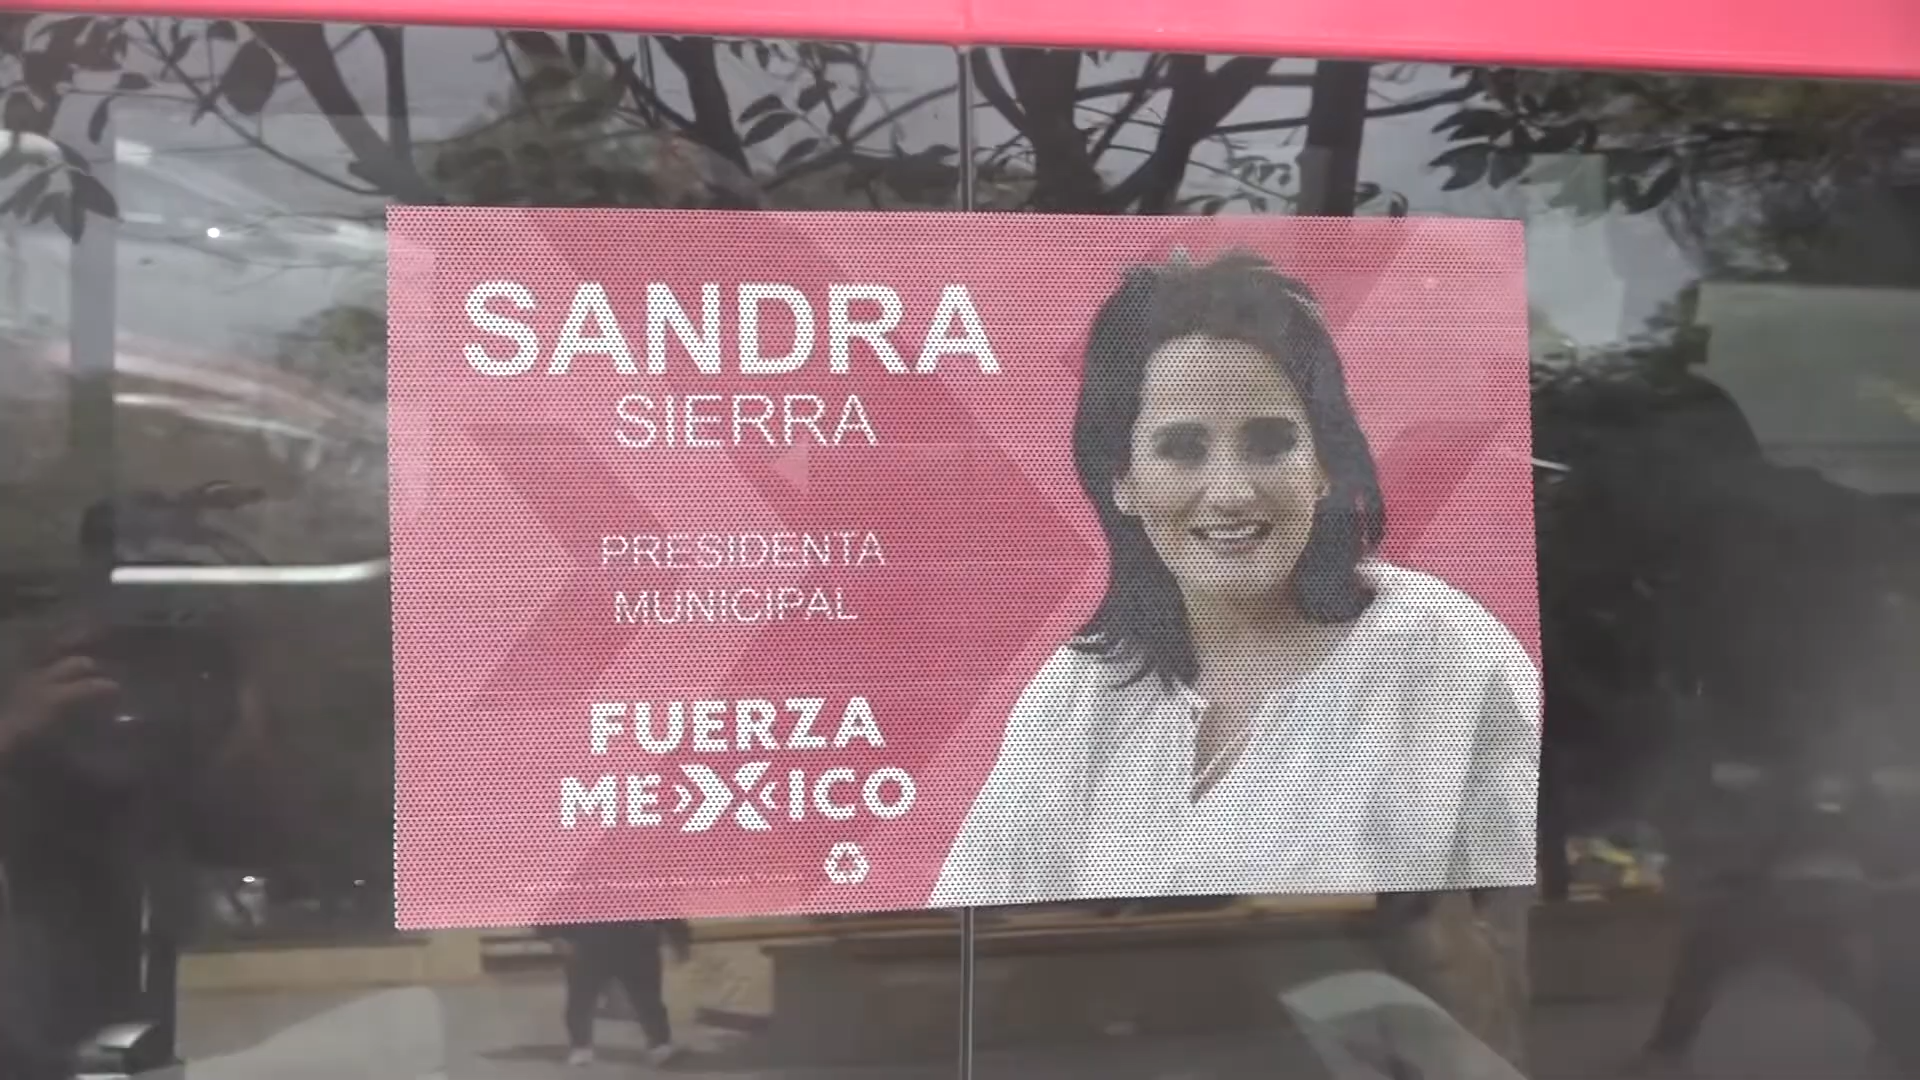 SANDRA
SIERRA
PRESIDENTA
MUNICIPAL
FUERZA
MEXICO